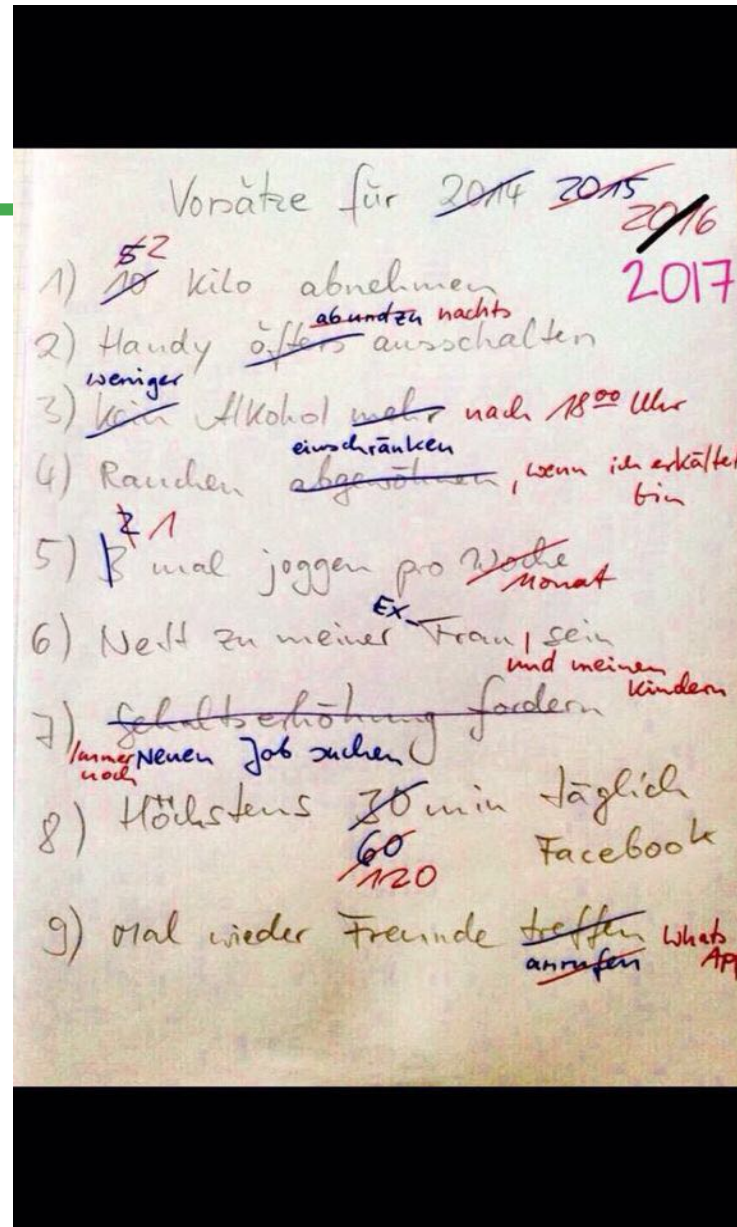 Vorsätze für 2014 2015
2016
2017
5 2
1) 10 Kilo abnehmen
ab und zu nachts
2) Handy öfters ausschalten
weniger
3) Kein Alkohol mehr nach 18⁰⁰ Uhr
einschränken
4) Rauchen abgewöhnen, wenn ich erkältet
bin
2 1
5) 3 mal joggen pro Woche
Monat
Ex-
6) Nett zu meiner Frau sein
und meinen
Kindern
7) Gehaltserhöhung fordern
Immer noch Neuen Job suchen
8) Höchstens 30 min täglich
60 Facebook
120
9) Mal wieder Freunde treffen Whats
anrufen App